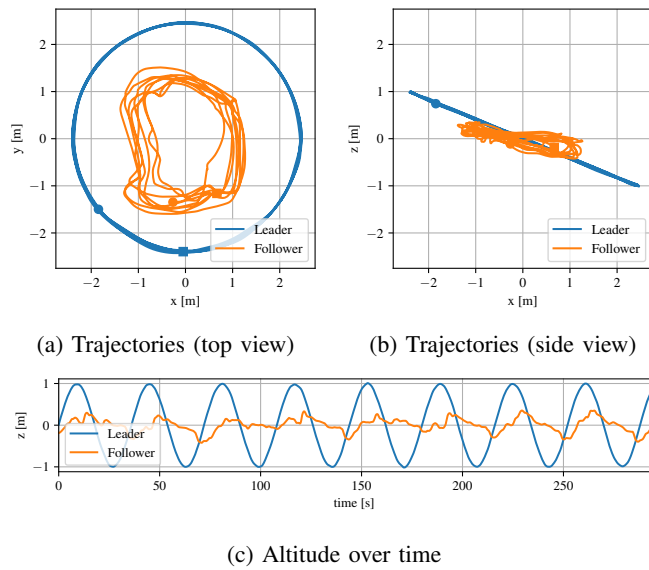 2
1
0
−1
−2
y [m]
−2 −1 0 1 2
x [m]
Leader
Follower
2
1
0
−1
−2
z [m]
−2 −1 0 1 2
x [m]
Leader
Follower
(a) Trajectories (top view)
(b) Trajectories (side view)
1
0
−1
z [m]
Leader
Follower
0 50 100 150 200 250
time [s]
(c) Altitude over time